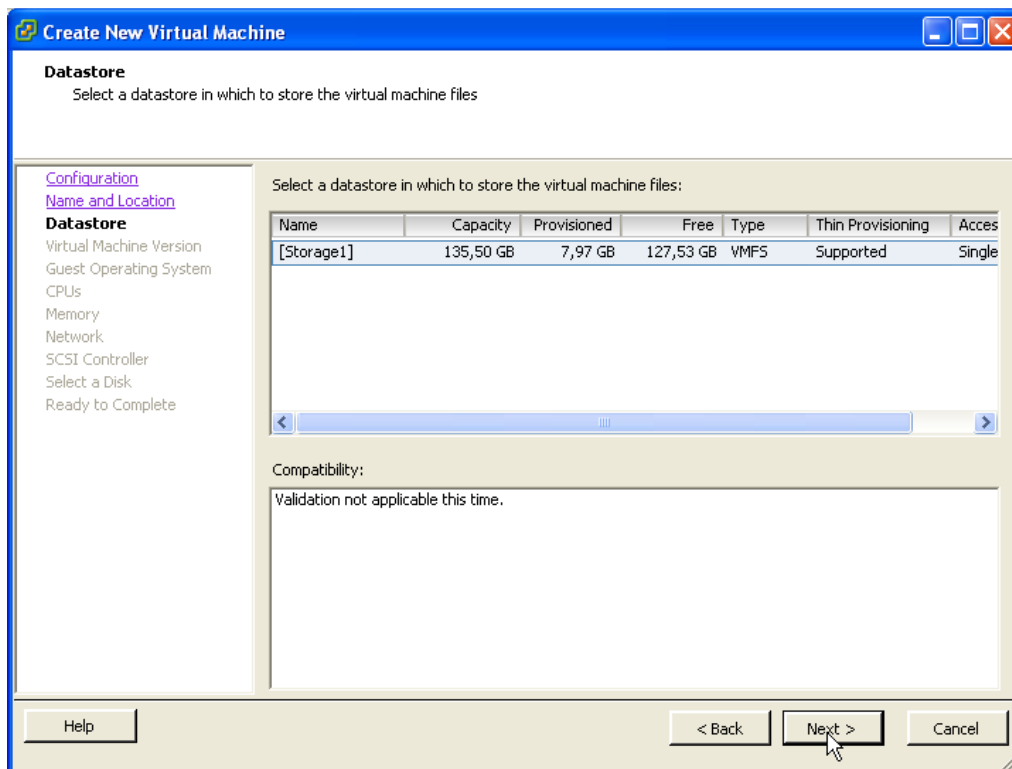 Create New Virtual Machine
Datastore
Select a datastore in which to store the virtual machine files
Configuration
Name and Location
Datastore
Virtual Machine Version
Guest Operating System
CPUs
Memory
Network
SCSI Controller
Select a Disk
Ready to Complete
Select a datastore in which to store the virtual machine files:
Name Capacity Provisioned Free Type Thin Provisioning Acces
[Storage1] 135,50 GB 7,97 GB 127,53 GB VMFS Supported Single
Compatibility:
Validation not applicable this time.
Help < Back Next > Cancel